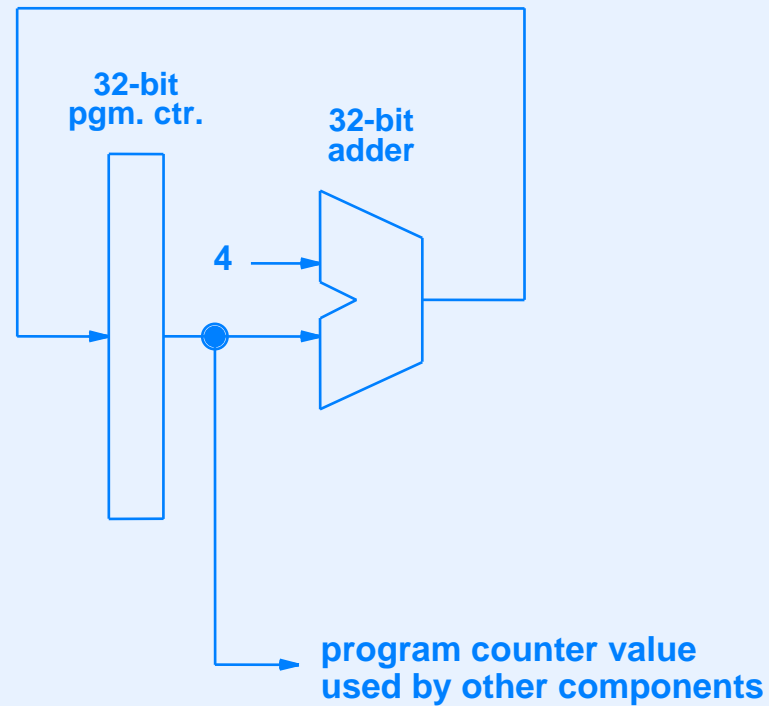 32-bit
pgm. ctr.
32-bit
adder
4
program counter value
used by other components